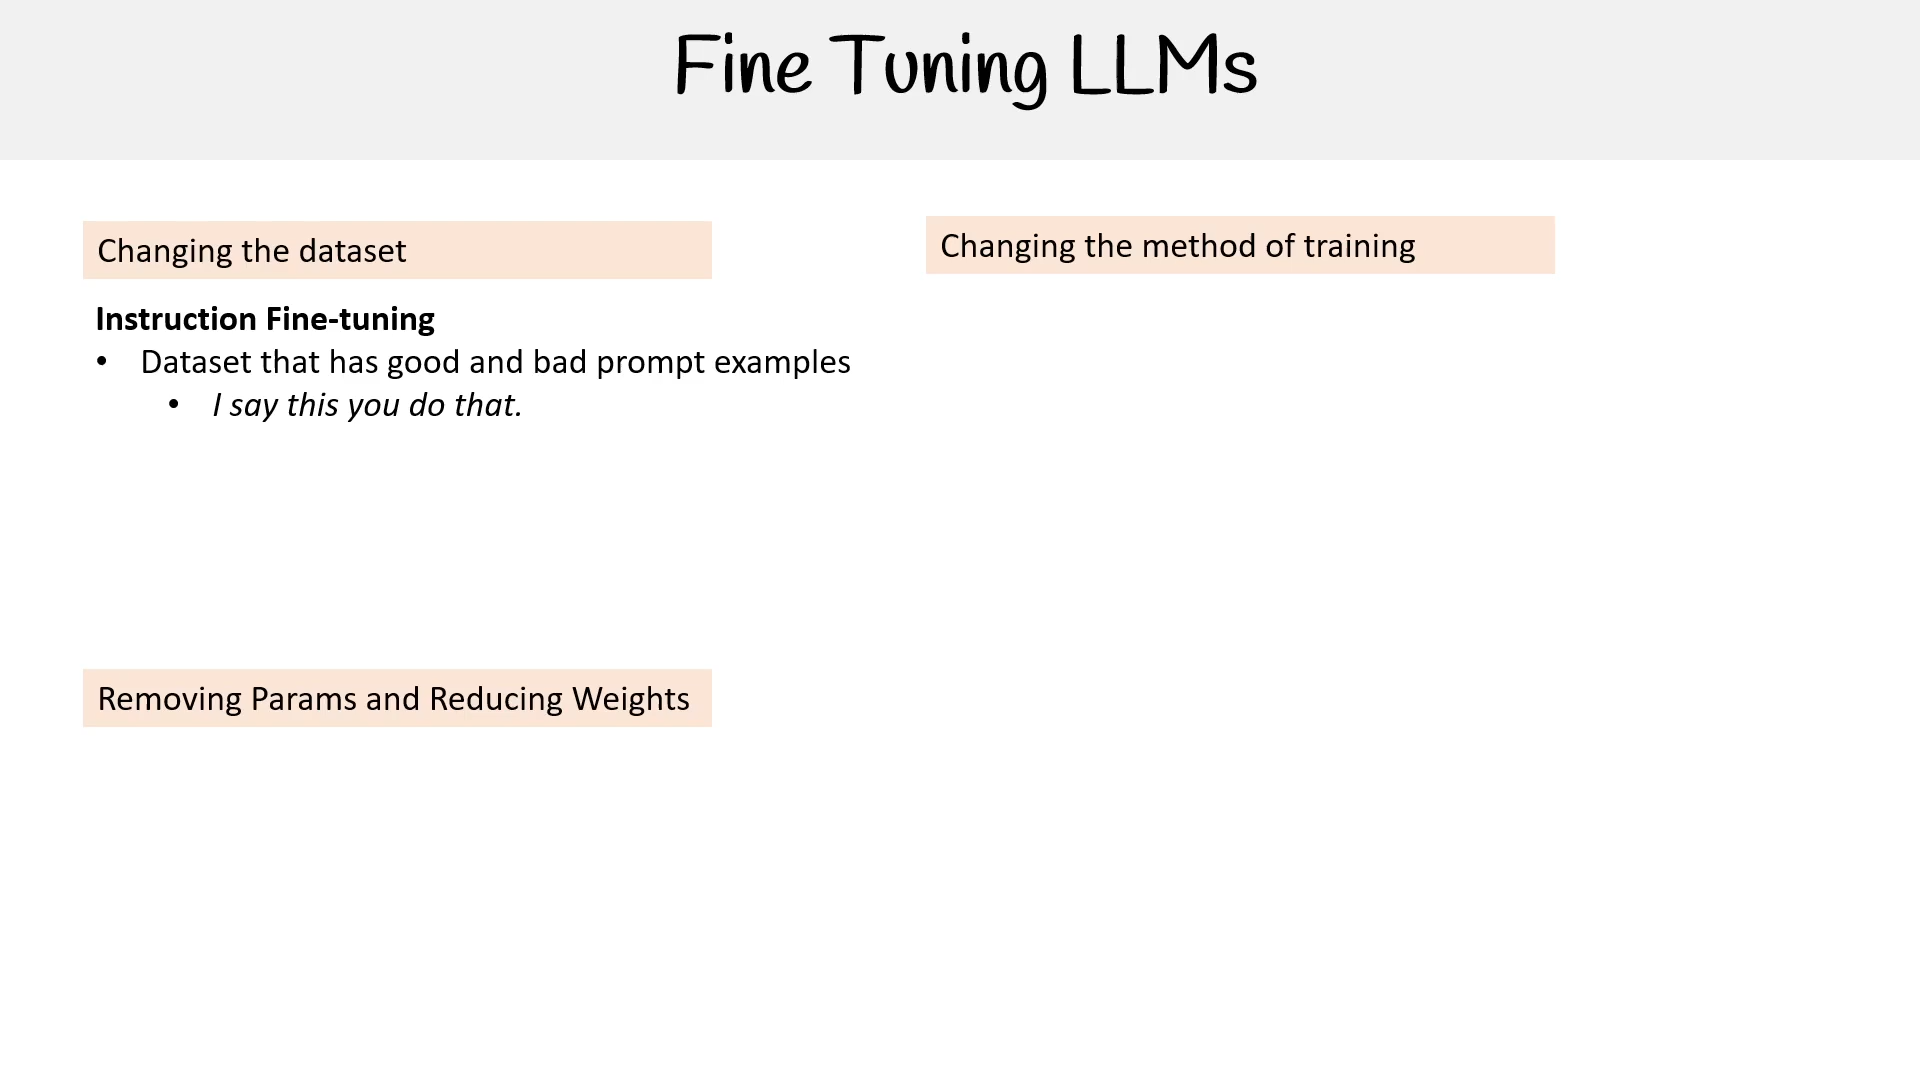 Fine Tuning LLMs
Changing the dataset
Instruction Fine-tuning
• Dataset that has good and bad prompt examples
• I say this you do that.
Changing the method of training
Removing Params and Reducing Weights